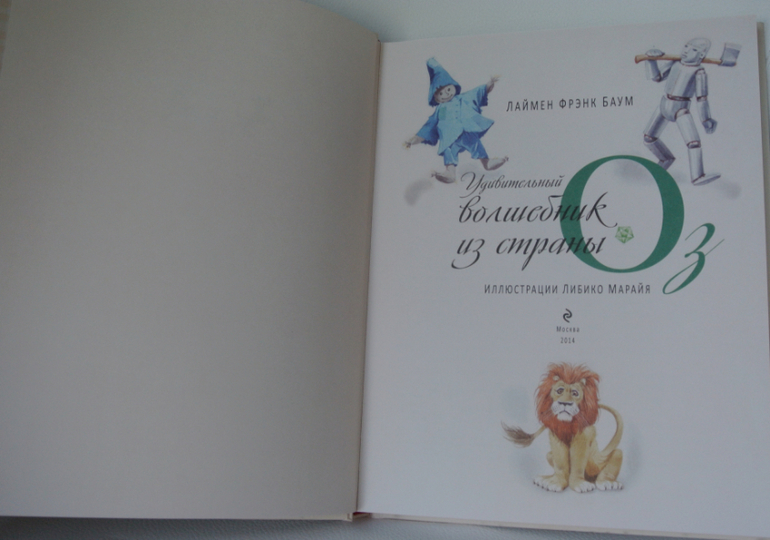 ЛАЙМЕН ФРЭНК БАУМ
Удивительный
волшебник
из страны Оз
ИЛЛЮСТРАЦИИ ЛИБИКО МАРАЙЯ
Москва
2014